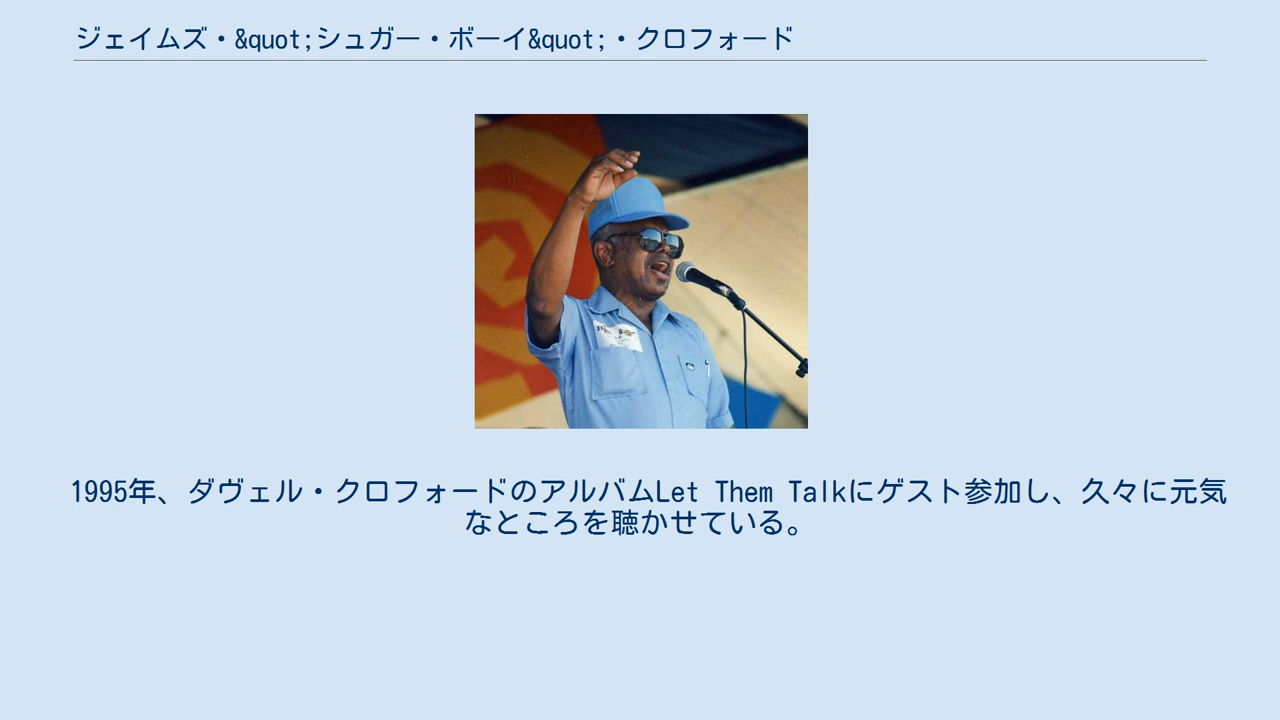 ジェイムズ・&quot;シュガー・ボーイ&quot;・クロフォード
1995年、ダヴェル・クロフォードのアルバムLet Them Talkにゲスト参加し、久々に元気
なところを聴かせている。